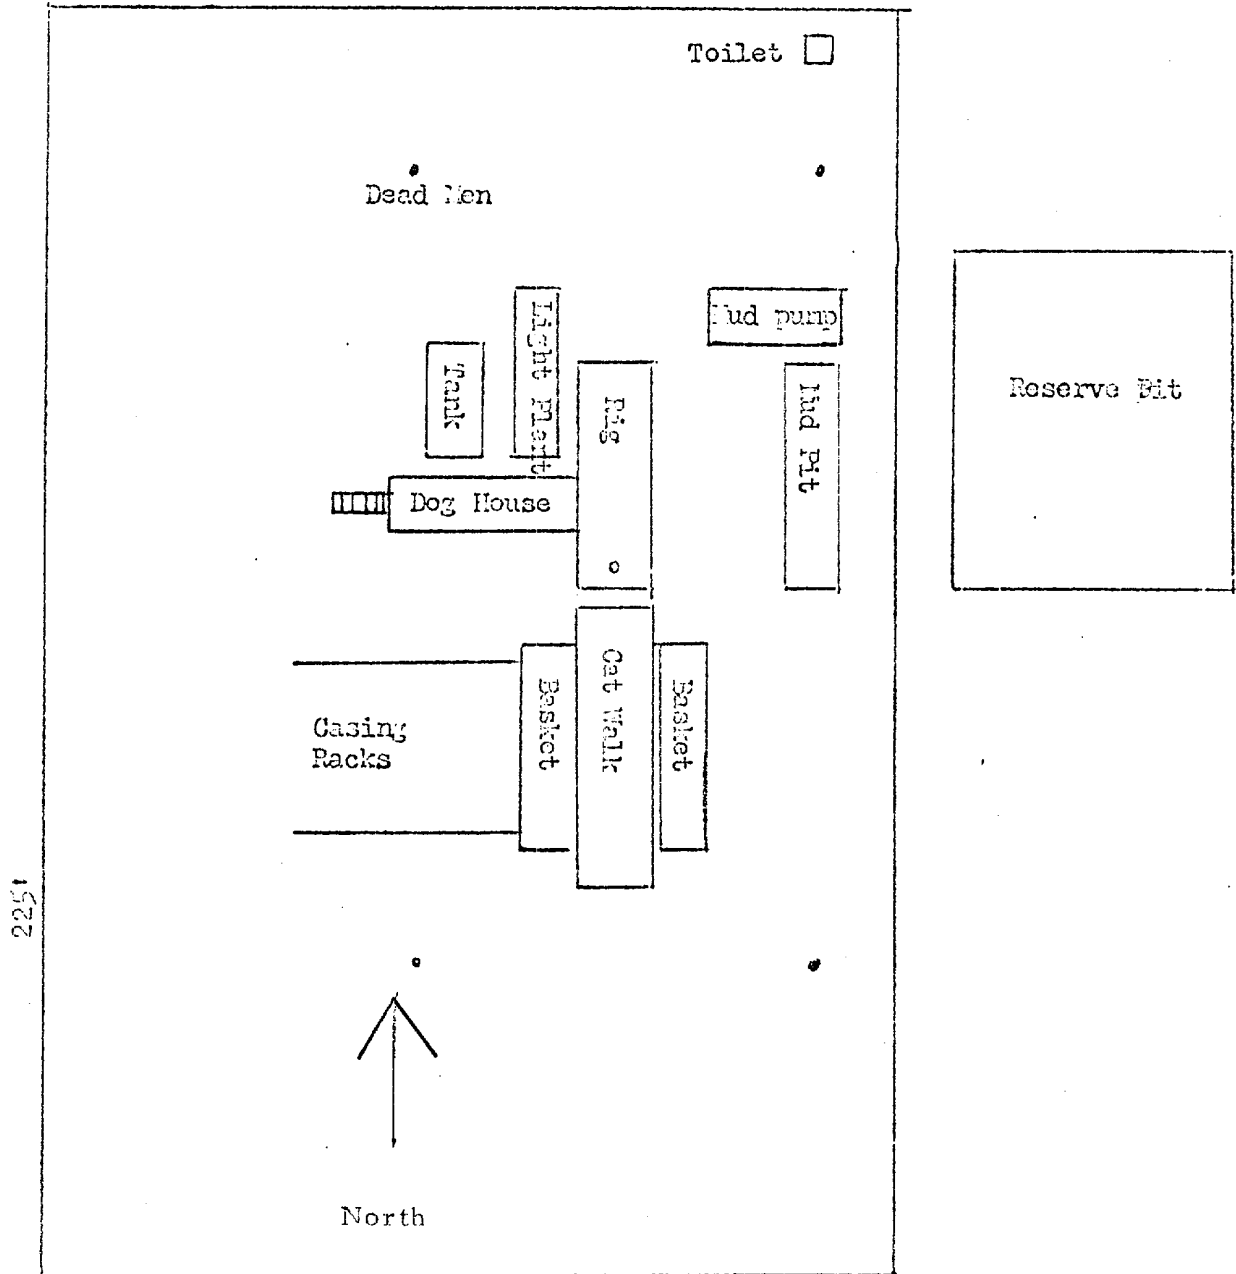 Toilet
Dead Men
Mud pump
Light Plant
Tank
Rig
Mud Pit
Reserve Pit
Dog House
Cat Walk
Basket
Basket
Casing
Racks
225'
North